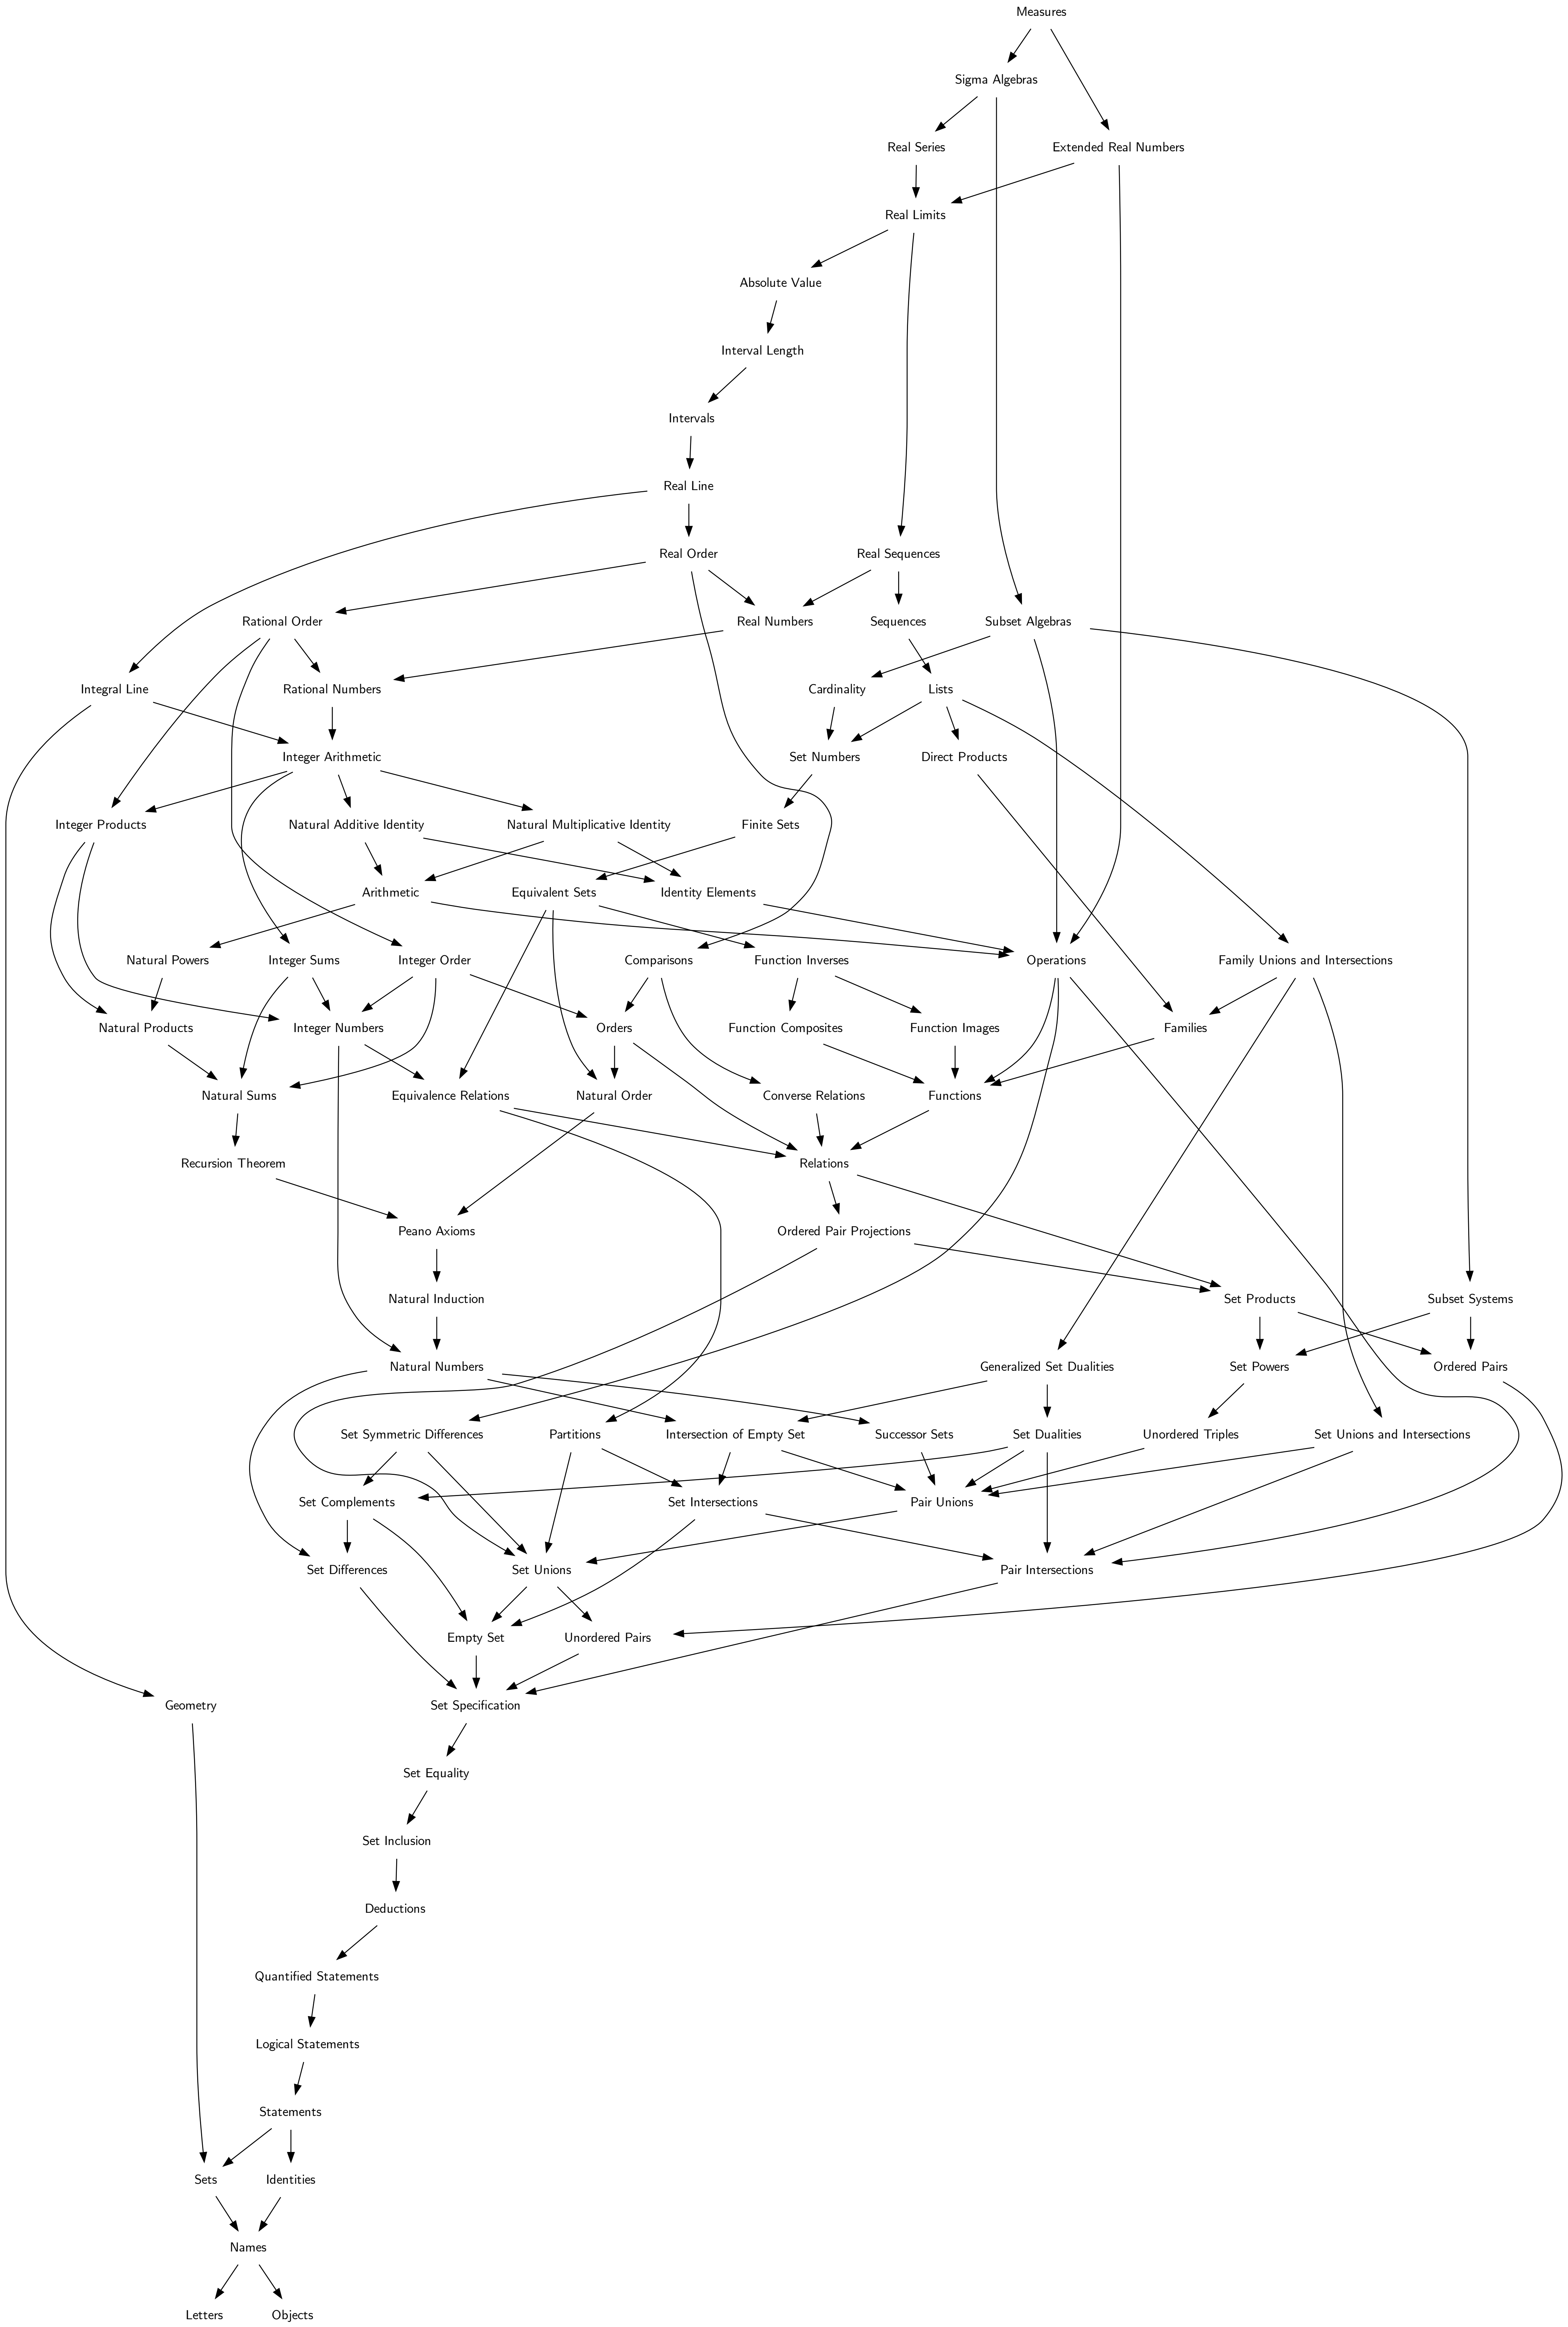 Measures
Sigma Algebras
Real Series
Extended Real Numbers
Real Limits
Absolute Value
Interval Length
Intervals
Real Line
Real Order
Real Sequences
Rational Order
Real Numbers
Sequences
Subset Algebras
Integral Line
Rational Numbers
Cardinality
Lists
Integer Arithmetic
Set Numbers
Direct Products
Integer Products
Natural Additive Identity
Natural Multiplicative Identity
Finite Sets
Arithmetic
Equivalent Sets
Identity Elements
Natural Powers
Integer Sums
Integer Order
Comparisons
Function Inverses
Operations
Family Unions and Intersections
Natural Products
Integer Numbers
Orders
Function Composites
Function Images
Families
Natural Sums
Equivalence Relations
Natural Order
Converse Relations
Functions
Recursion Theorem
Relations
Peano Axioms
Ordered Pair Projections
Natural Induction
Set Products
Subset Systems
Natural Numbers
Generalized Set Dualities
Set Powers
Ordered Pairs
Set Symmetric Differences
Partitions
Intersection of Empty Set
Successor Sets
Set Dualities
Unordered Triples
Set Unions and Intersections
Set Complements
Set Intersections
Pair Unions
Set Differences
Set Unions
Pair Intersections
Empty Set
Unordered Pairs
Geometry
Set Specification
Set Equality
Set Inclusion
Deductions
Quantified Statements
Logical Statements
Statements
Sets
Identities
Names
Letters
Objects